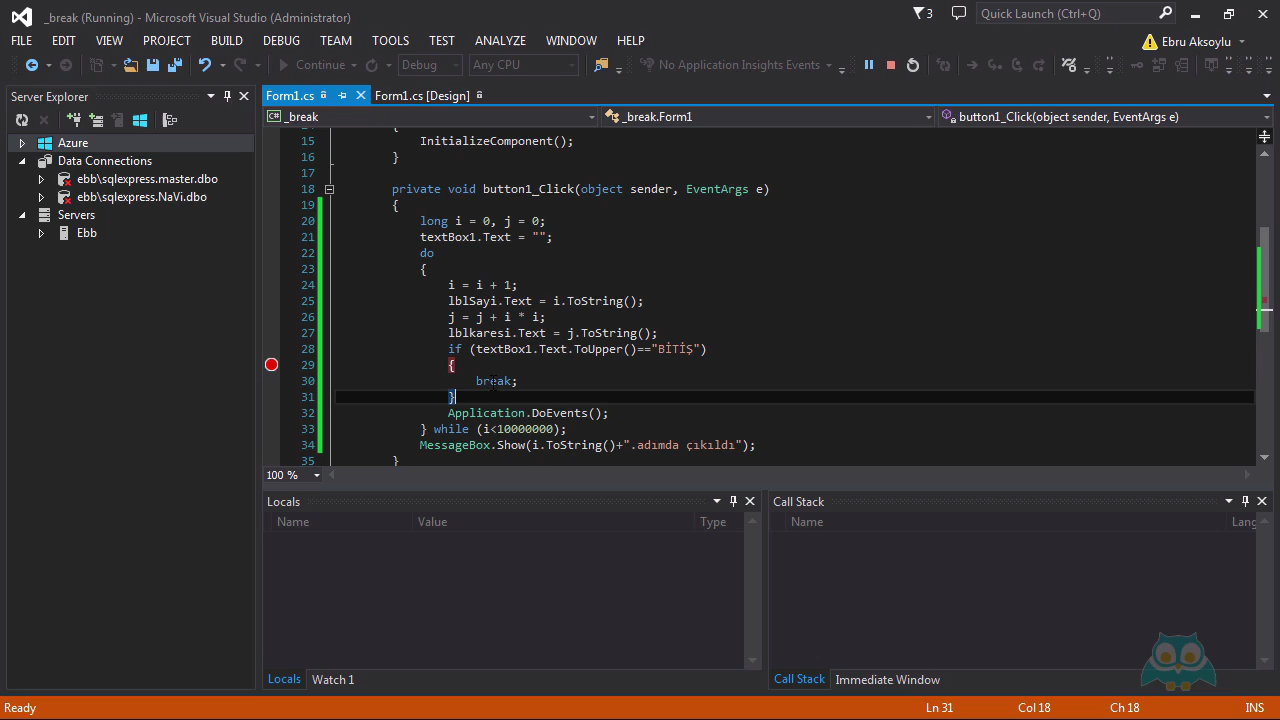 _break (Running) - Microsoft Visual Studio (Administrator)
3
Quick Launch (Ctrl+Q)
FILE EDIT VIEW PROJECT BUILD DEBUG TEAM TOOLS TEST ANALYZE WINDOW HELP
Ebru Aksoylu
Continue Debug Any CPU No Application Insights Events
Server Explorer
Azure
Data Connections
ebb\sqlexpress.master.dbo
ebb\sqlexpress.NaVi.dbo
Servers
Ebb
Form1.cs Form1.cs [Design]
_break _break.Form1 button1_Click(object sender, EventArgs e)
15 InitializeComponent();
16 }
17
18 private void button1_Click(object sender, EventArgs e)
19 {
20 long i = 0, j = 0;
21 textBox1.Text = "";
22 do
23 {
24 i = i + 1;
25 lblSayi.Text = i.ToString();
26 j = j + i * i;
27 lblkaresi.Text = j.ToString();
28 if (textBox1.Text.ToUpper()=="BİTİŞ")
29 {
30 break;
31 }
32 Application.DoEvents();
33 } while (i<10000000);
34 MessageBox.Show(i.ToString()+".adımda çıkıldı");
35 }
100 %
Locals
Name Value Type
Locals Watch 1
Call Stack
Name Lang
Call Stack Immediate Window
Ready Ln 31 Col 18 Ch 18 INS